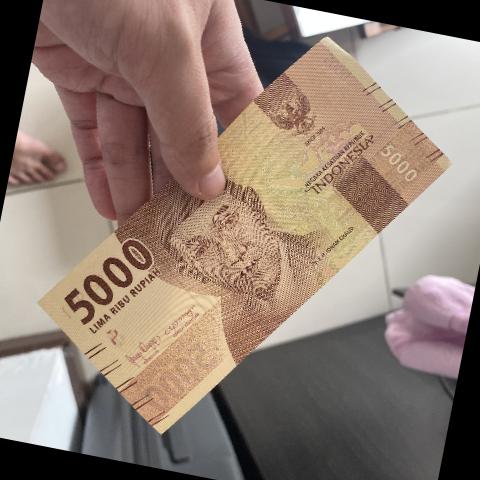 5000
LIMA RIBU RUPIAH
NEGARA KESATUAN REPUBLIK
INDONESIA
5000